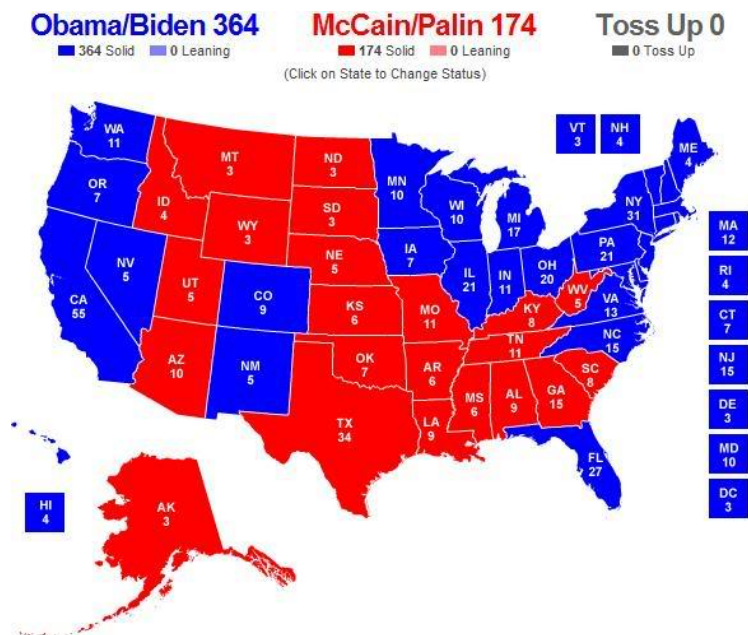 Obama/Biden 364
364 Solid 0 Leaning
McCain/Palin 174
174 Solid 0 Leaning
Toss Up 0
0 Toss Up
(Click on State to Change Status)
WA
11
OR
7
CA
55
NV
5
ID
4
MT
3
WY
3
UT
5
AZ
10
CO
9
NM
5
ND
3
SD
3
NE
5
KS
6
OK
7
TX
34
MN
10
IA
7
MO
11
AR
6
LA
9
WI
10
IL
21
MI
17
IN
11
OH
20
KY
8
TN
11
MS
6
AL
9
GA
15
FL
27
SC
8
NC
15
VA
13
WV
5
PA
21
NY
31
ME
4
VT
3
NH
4
MA
12
RI
4
CT
7
NJ
15
DE
3
MD
10
DC
3
HI
4
AK
3